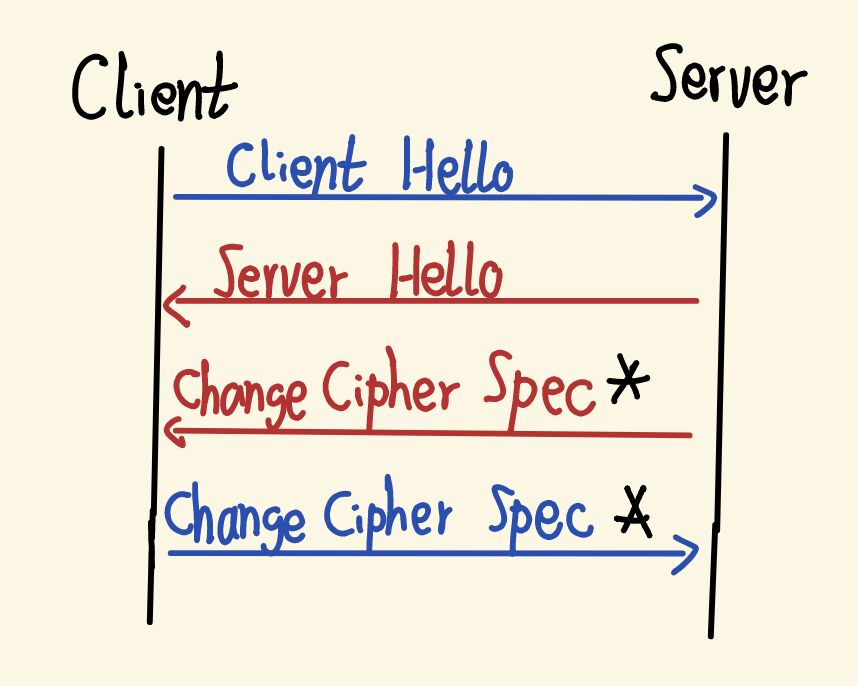 Client Server
Client Hello
Server Hello
Change Cipher Spec *
Change Cipher Spec *